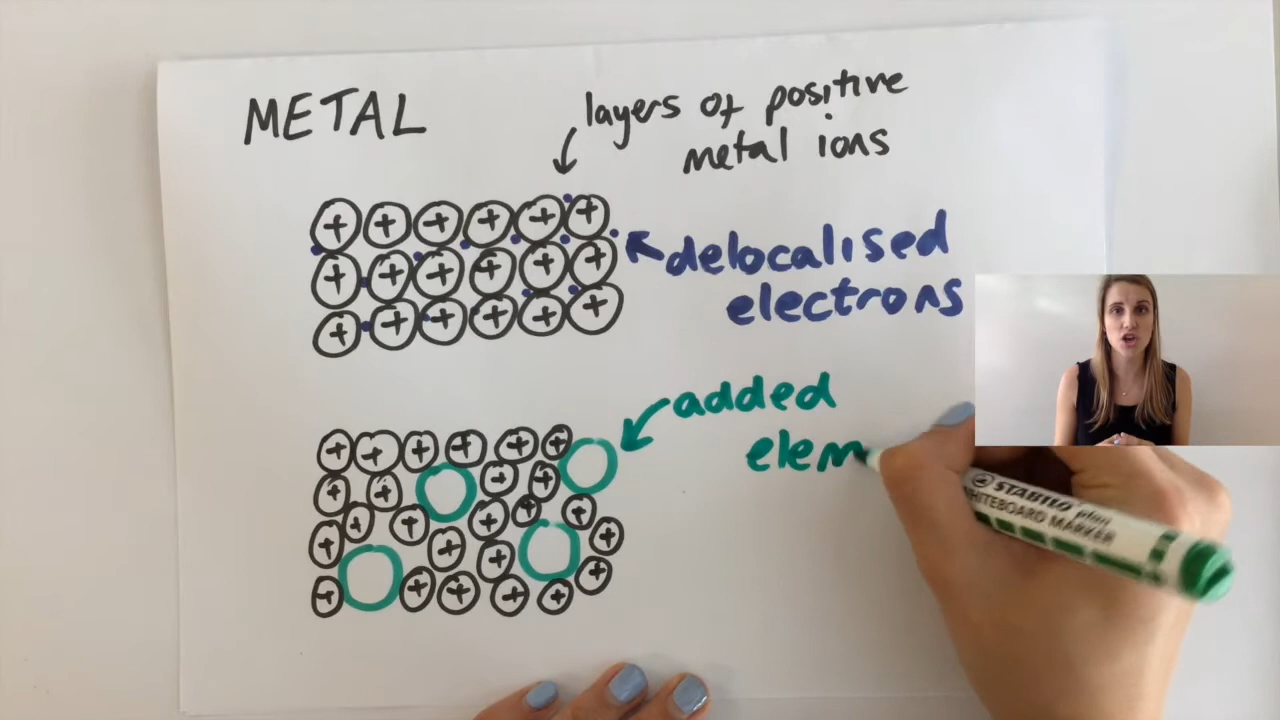 METAL
layers of positive
metal ions
+ + + + + +
+ + + + + +
+ + + + + +
delocalised
electrons
added
elem
+ + + + + +
+ + + +
+ + + + +
+ + + +
+ + + + + +
STABILO plan
WHITEBOARD MARKER